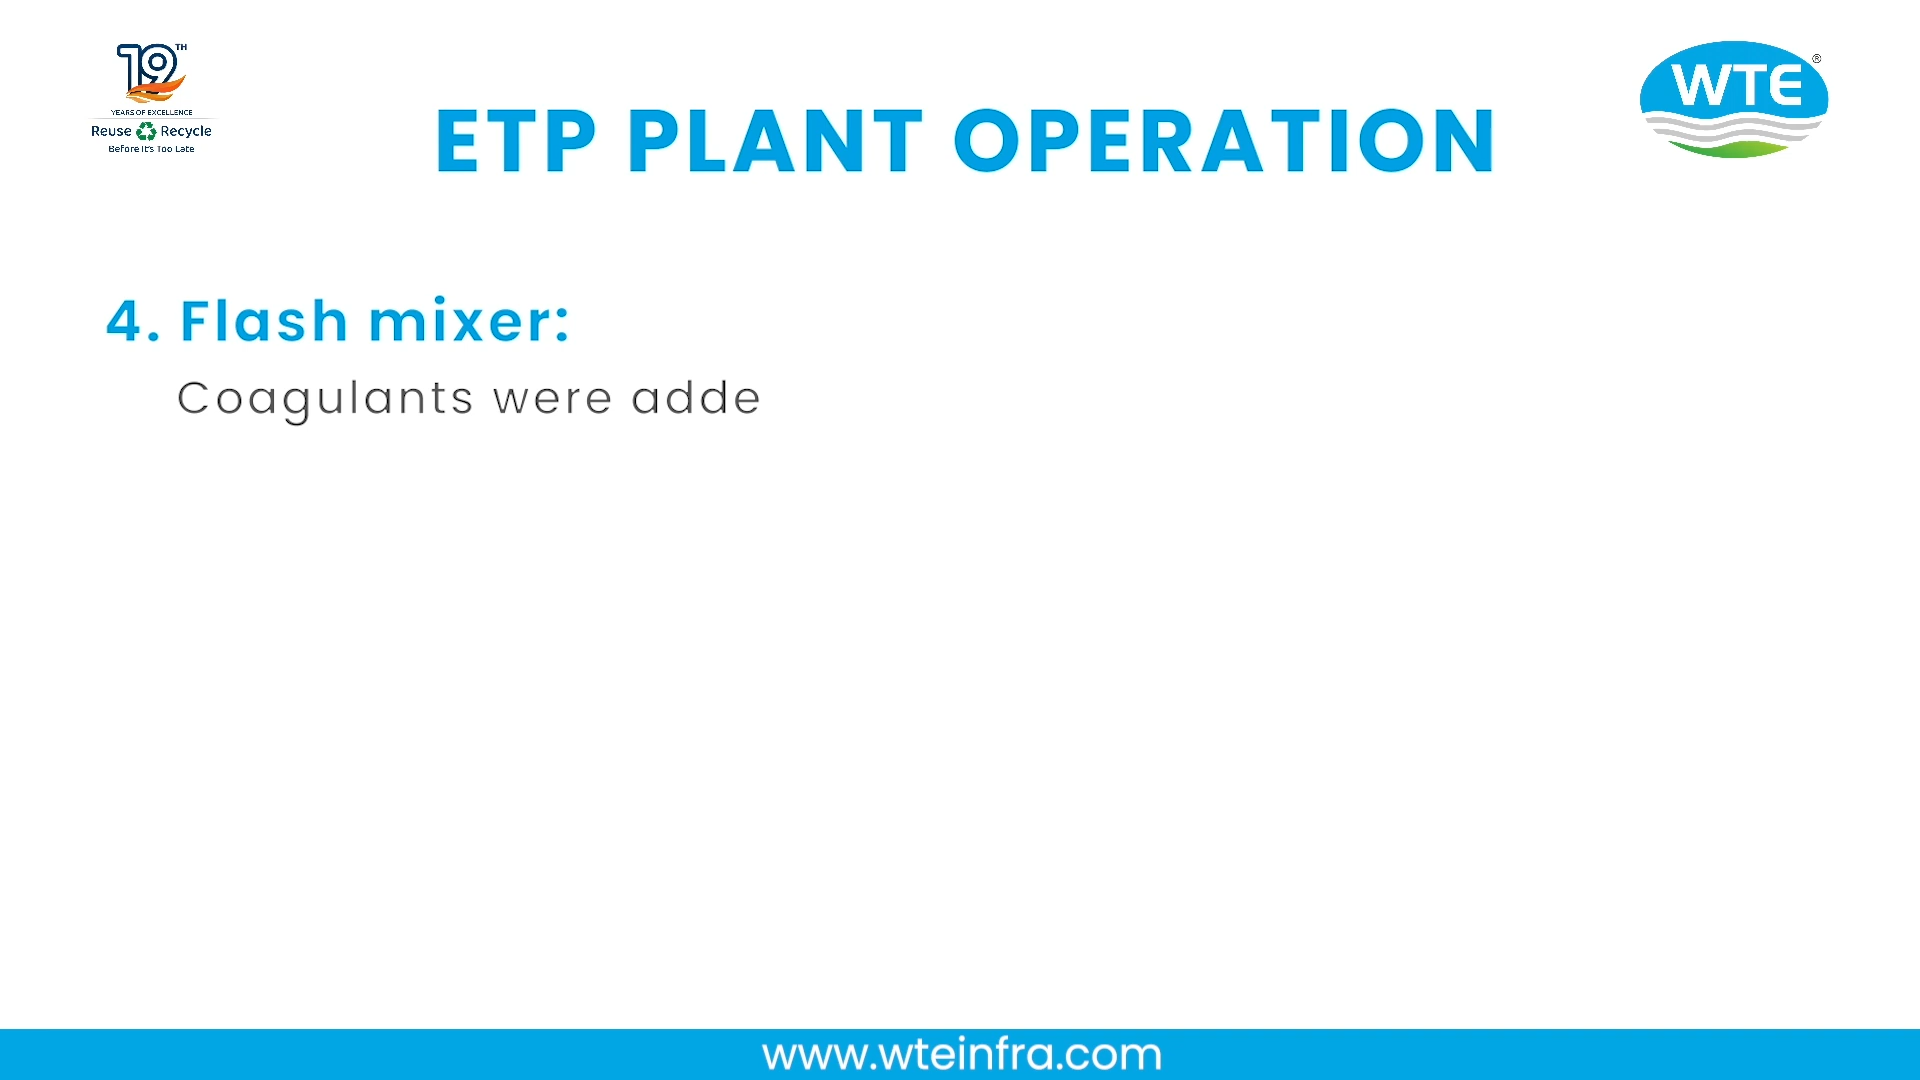 19TH
YEARS OF EXCELLENCE
Reuse Recycle
Before It's Too Late
WTE®
ETP PLANT OPERATION
4. Flash mixer:
Coagulants were adde
www.wteinfra.com